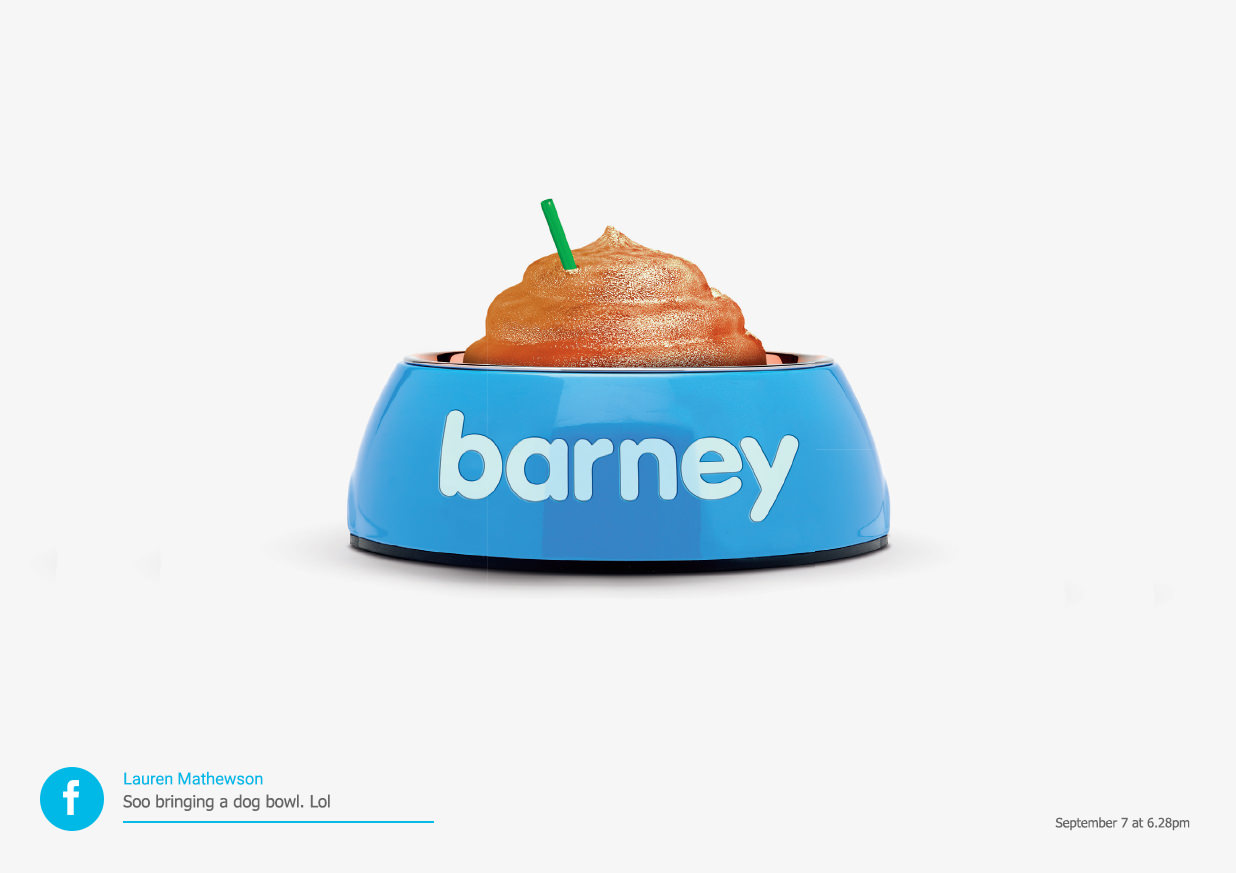 barney
Lauren Mathewson
Soo bringing a dog bowl. Lol
September 7 at 6.28pm